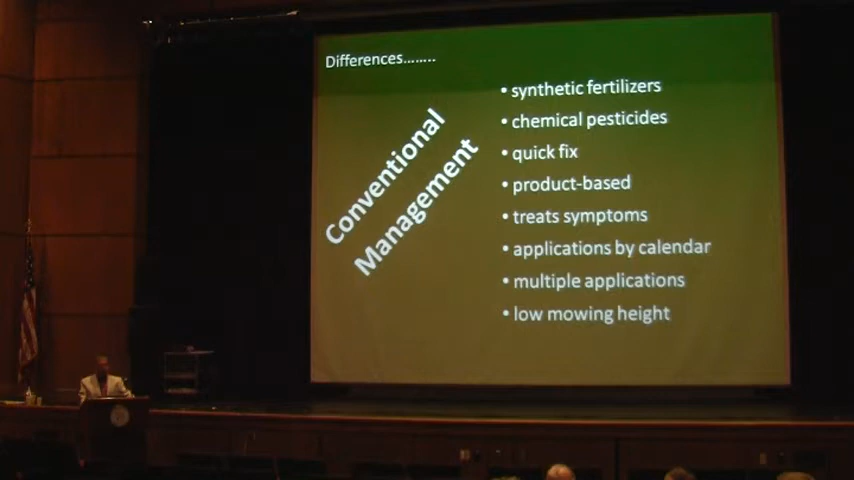 Differences........
Conventional
Management
• synthetic fertilizers
• chemical pesticides
• quick fix
• product-based
• treats symptoms
• applications by calendar
• multiple applications
• low mowing height